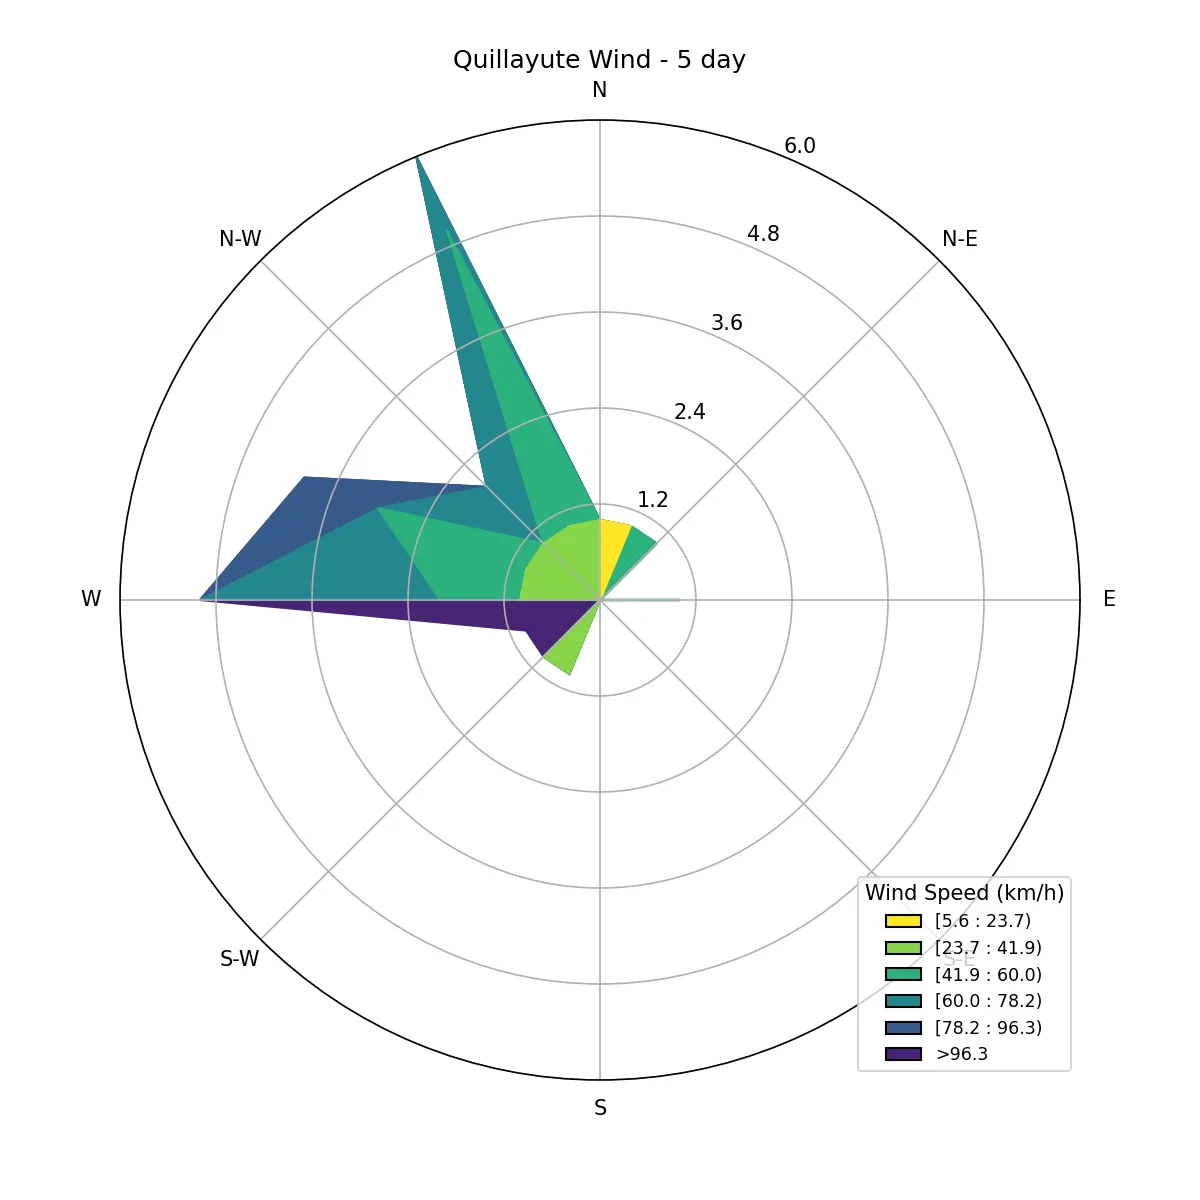 Quillayute Wind - 5 day
N
6.0
N-W
N-E
4.8
3.6
2.4
1.2
W
E
S-W
S-E
S
Wind Speed (km/h)
[5.6 : 23.7)
[23.7 : 41.9)
[41.9 : 60.0)
[60.0 : 78.2)
[78.2 : 96.3)
>96.3